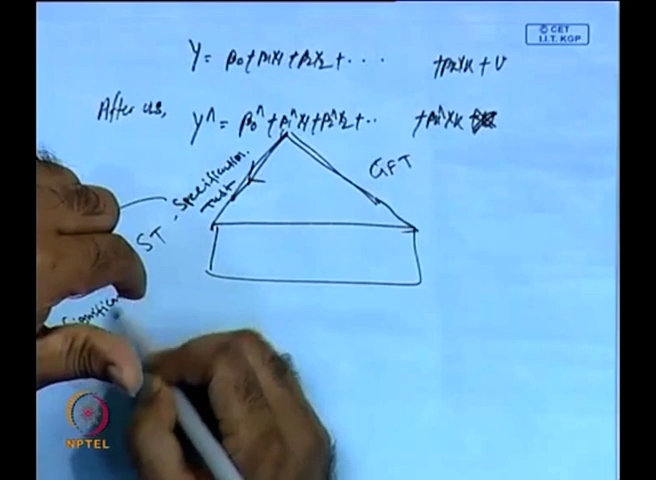 © CET
I.I.T. KGP
Y = β0 + β1X1 + β2X2 + · · · + βkXk + U
After us, Y^ = β0^ + β1^X1 + β2^X2 + · · + βk^Xk
Specification
Test
GFT
ST
NPTEL